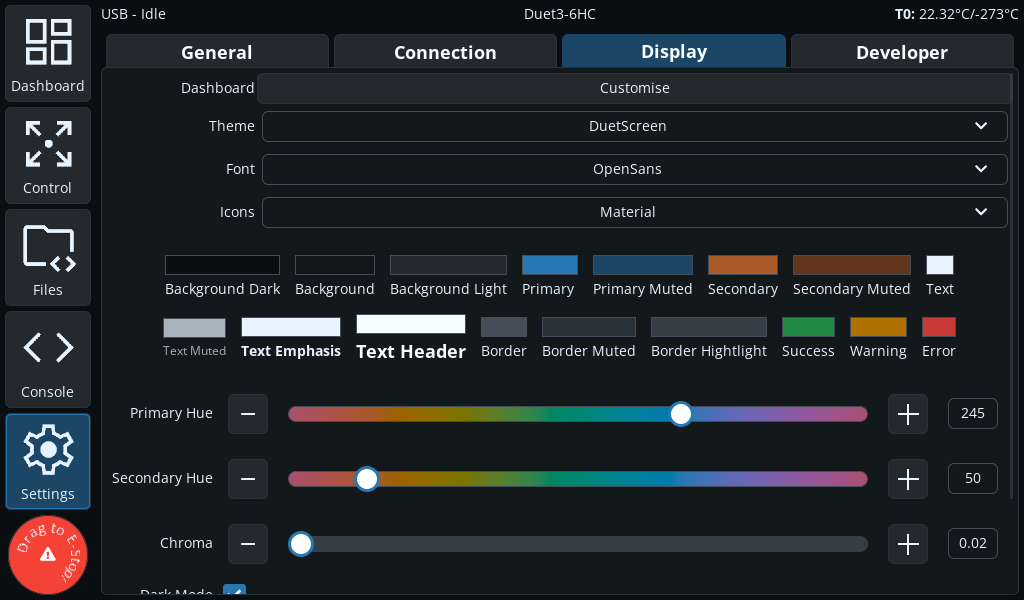 USB - Idle
Duet3-6HC
T0: 22.32°C/-273°C
Dashboard
Control
Files
Console
Settings
Drag to E-Stop!
General
Connection
Display
Developer
Dashboard
Customise
Theme
DuetScreen
Font
OpenSans
Icons
Material
Background Dark
Background
Background Light
Primary
Primary Muted
Secondary
Secondary Muted
Text
Text Muted
Text Emphasis
Text Header
Border
Border Muted
Border Hightlight
Success
Warning
Error
Primary Hue
245
Secondary Hue
50
Chroma
0.02
Dark Mode